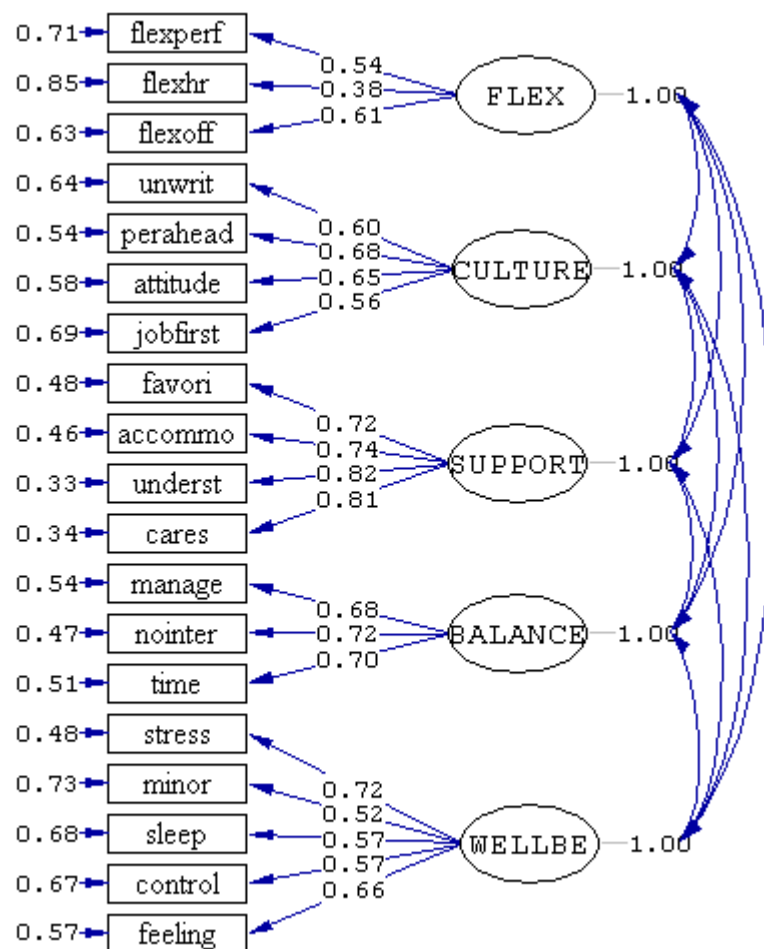 0.71 flexperf
0.54
0.85 flexhr 0.38 FLEX 1.00
0.63 flexoff 0.61
0.64 unwrit
0.60
0.54 perahead 0.68
0.58 attitude 0.65 CULTURE 1.00
0.69 jobfirst 0.56
0.48 favori
0.72
0.46 accommo 0.74
0.33 underst 0.82 SUPPORT 1.00
0.34 cares 0.81
0.54 manage
0.68
0.47 nointer 0.72 BALANCE 1.00
0.51 time 0.70
0.48 stress
0.73 minor 0.72
0.52
0.68 sleep 0.57 WELLBE 1.00
0.67 control 0.57
0.66
0.57 feeling